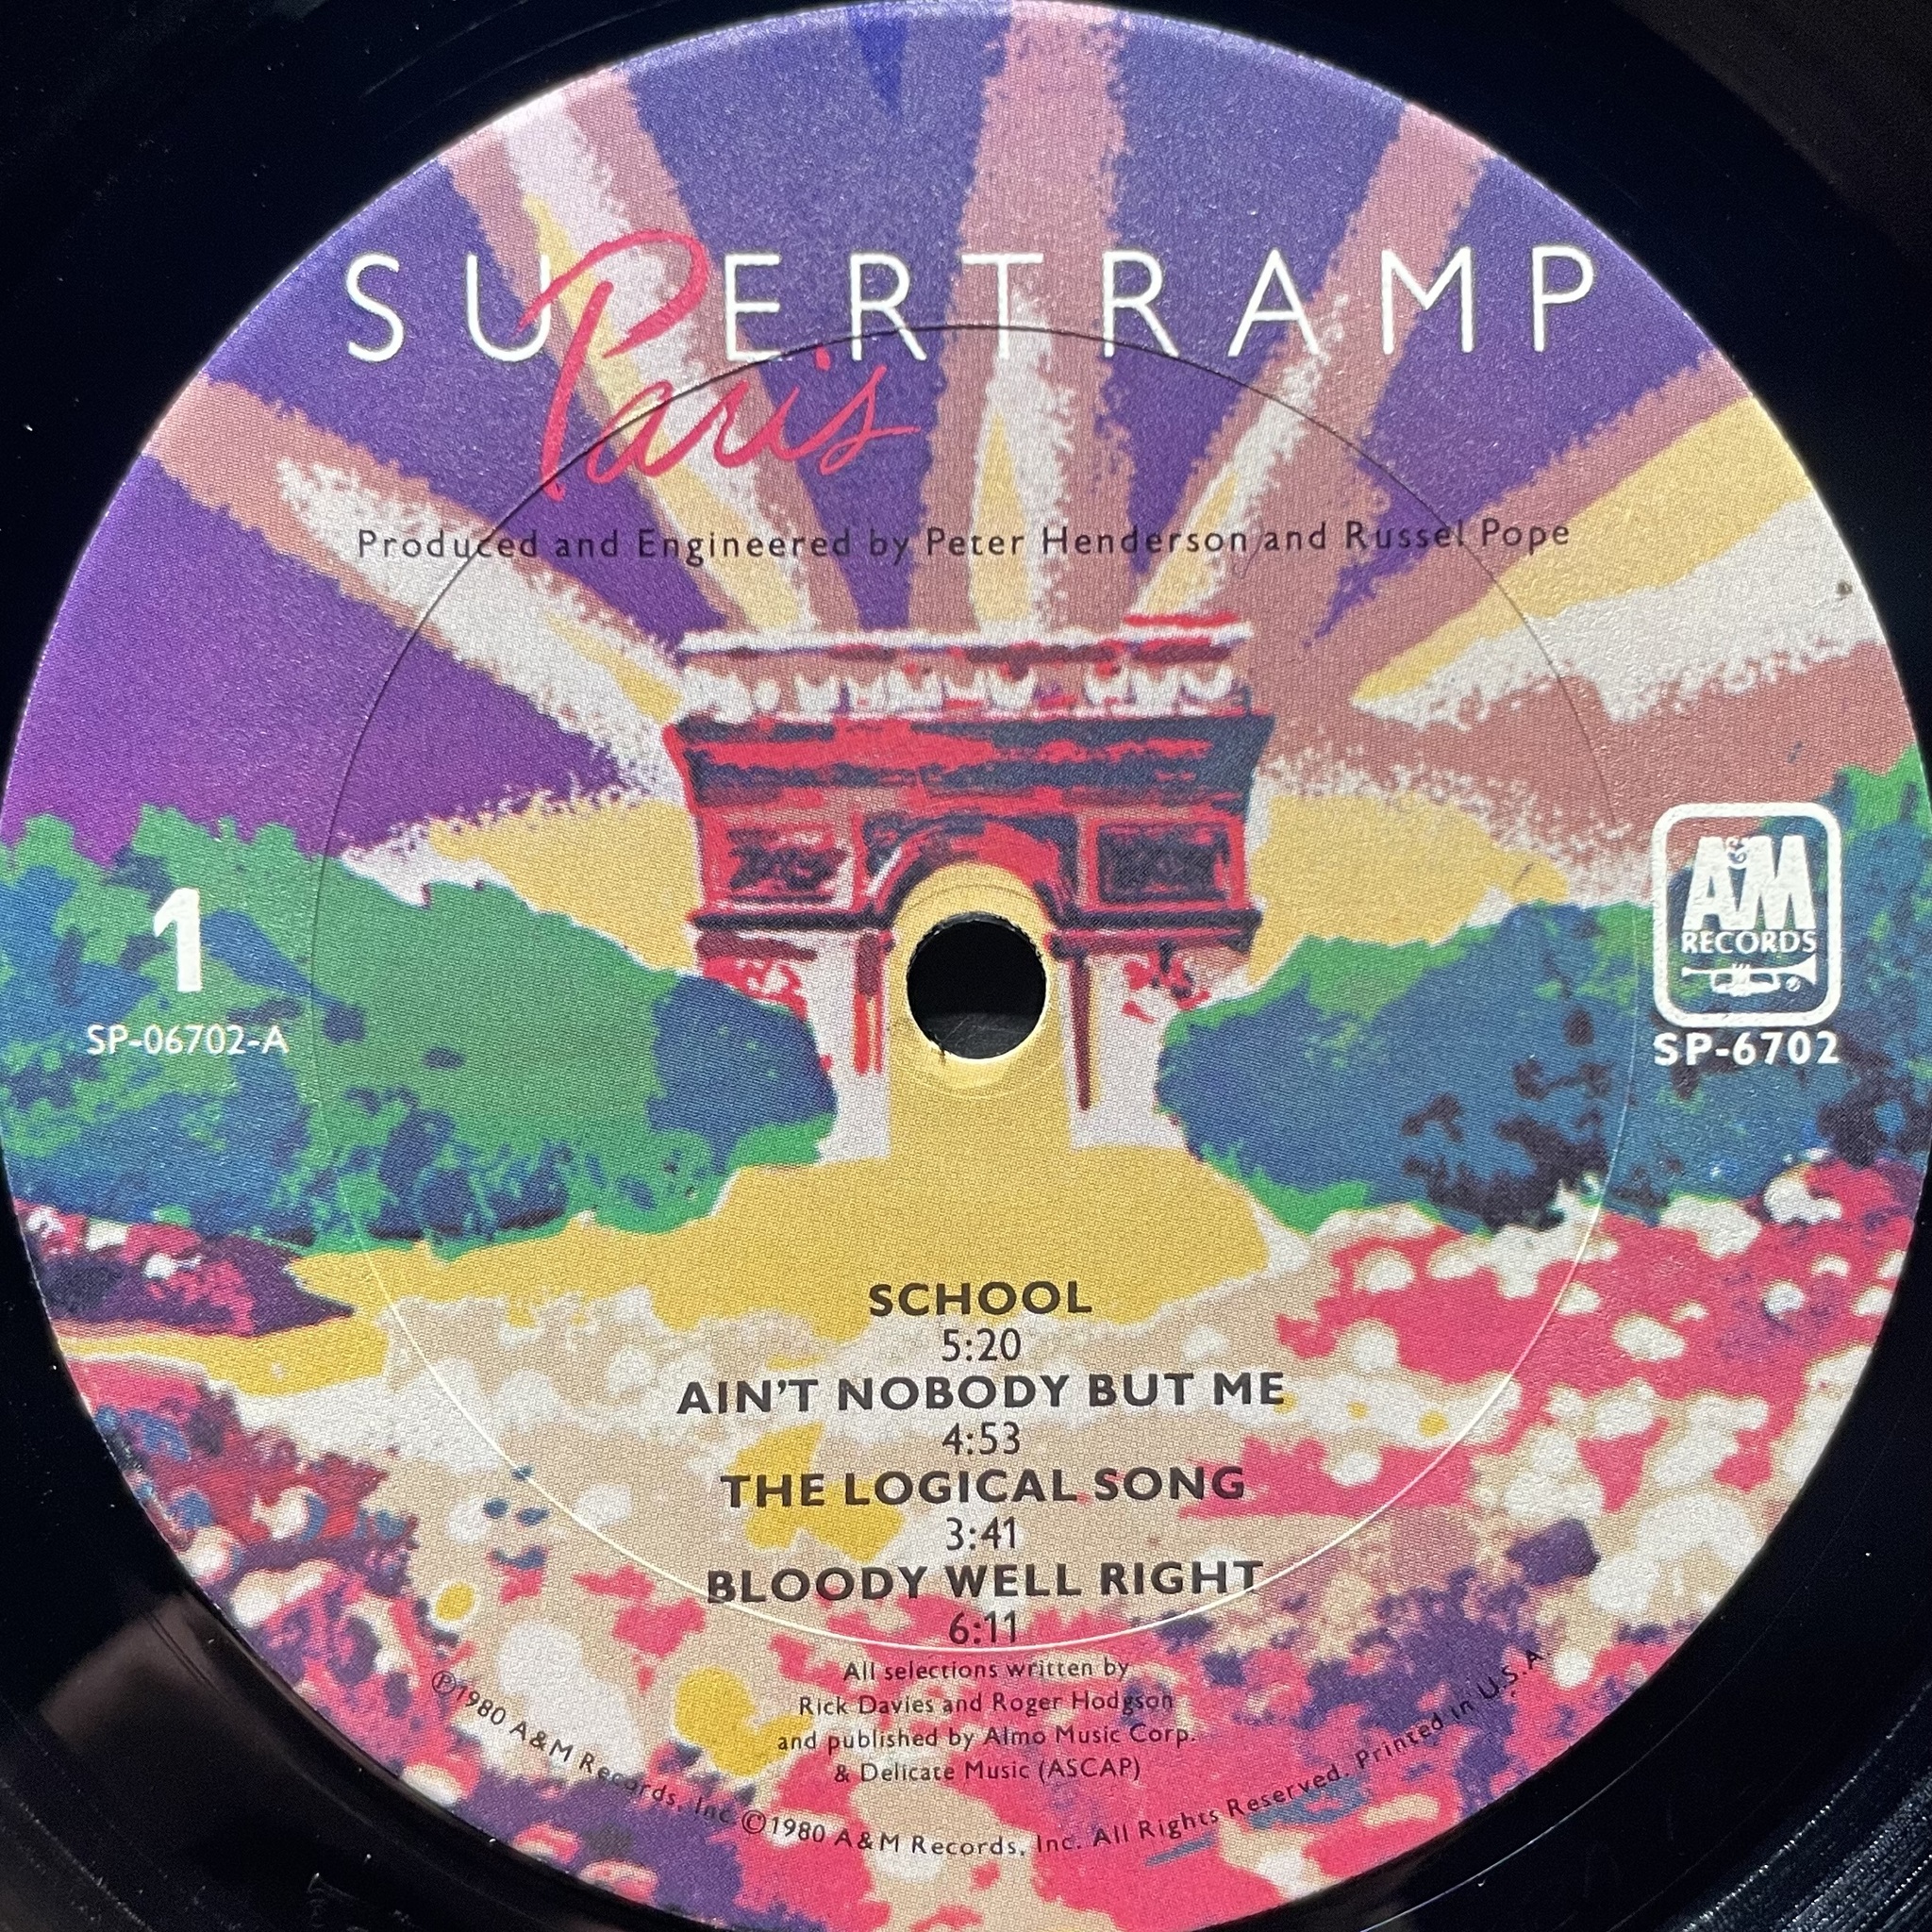 SUPERTRAMP
Paris
Produced and Engineered by Peter Henderson and Russel Pope
1
SP-06702-A
A&M
RECORDS
®
SP-6702
SCHOOL
5:20
AIN'T NOBODY BUT ME
4:53
THE LOGICAL SONG
3:41
BLOODY WELL RIGHT
6:11
All selections written by
Rick Davies and Roger Hodgson
and published by Almo Music Corp.
& Delicate Music (ASCAP)
℗1980 A&M Records, Inc. ©1980 A&M Records, Inc. All Rights Reserved. Printed in U.S.A.